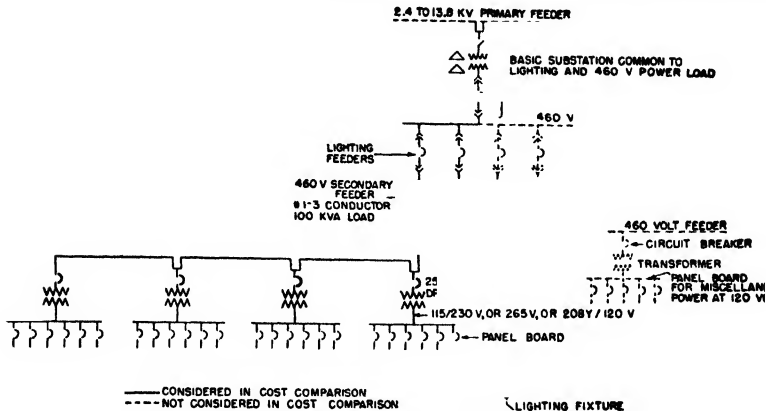 2.4 TO 13.8 KV PRIMARY FEEDER
BASIC SUBSTATION COMMON TO
LIGHTING AND 460 V POWER LOAD
460 V
LIGHTING
FEEDERS
460 V SECONDARY
FEEDER
#1-3 CONDUCTOR
100 KVA LOAD
460 VOLT FEEDER
CIRCUIT BREAKER
TRANSFORMER
PANEL BOARD
FOR MISCELLANE
POWER AT 120 V
25
115/230 V, OR 265 V, OR 208Y/120 V
PANEL BOARD
CONSIDERED IN COST COMPARISON
NOT CONSIDERED IN COST COMPARISON
LIGHTING FIXTURE